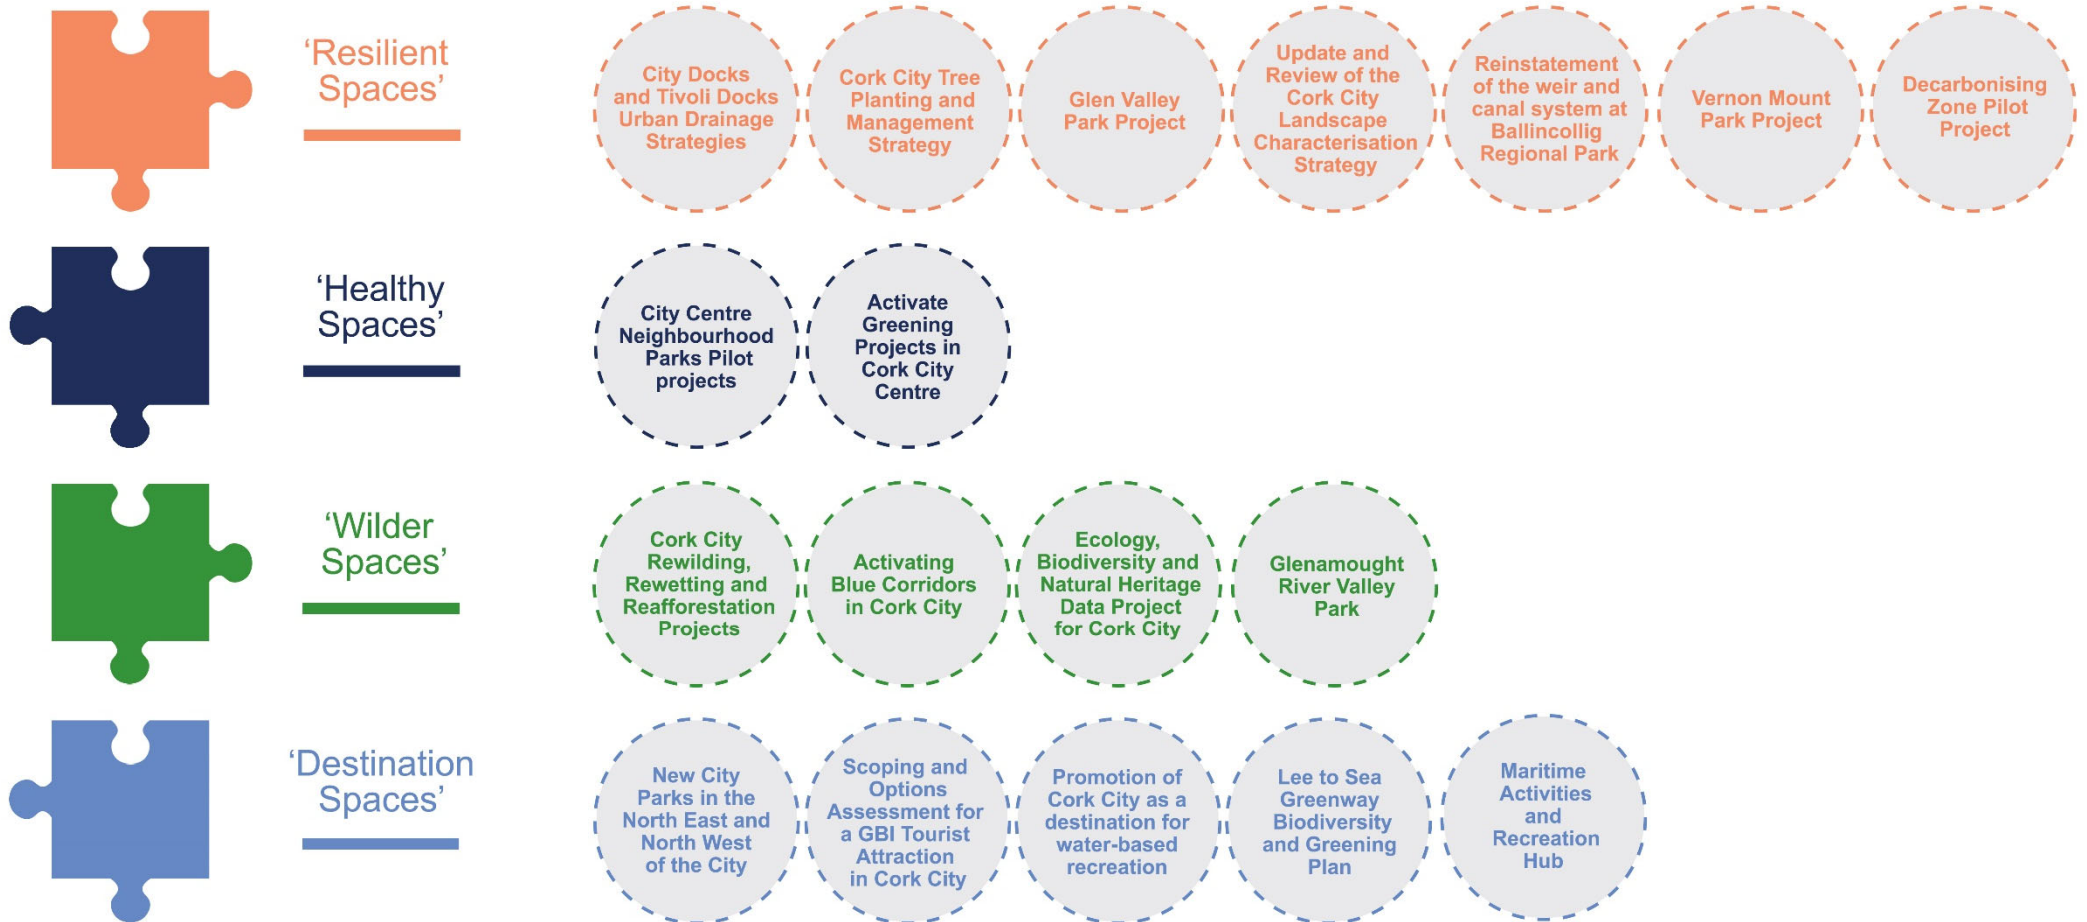 ‘Resilient
Spaces’
City Docks
and Tivoli Docks
Urban Drainage
Strategies
Cork City Tree
Planting and
Management
Strategy
Glen Valley
Park Project
Update and
Review of the
Cork City
Landscape
Characterisation
Strategy
Reinstatement
of the weir and
canal system at
Ballincollig
Regional Park
Vernon Mount
Park Project
Decarbonising
Zone Pilot
Project
‘Healthy
Spaces’
City Centre
Neighbourhood
Parks Pilot
projects
Activate
Greening
Projects in
Cork City
Centre
‘Wilder
Spaces’
Cork City
Rewilding,
Rewetting and
Reafforestation
Projects
Activating
Blue Corridors
in Cork City
Ecology,
Biodiversity and
Natural Heritage
Data Project
for Cork City
Glenamought
River Valley
Park
‘Destination
Spaces’
New City
Parks in the
North East and
North West
of the City
Scoping and
Options
Assessment for
a GBI Tourist
Attraction
in Cork City
Promotion of
Cork City as a
destination for
water-based
recreation
Lee to Sea
Greenway
Biodiversity
and Greening
Plan
Maritime
Activities
and
Recreation
Hub